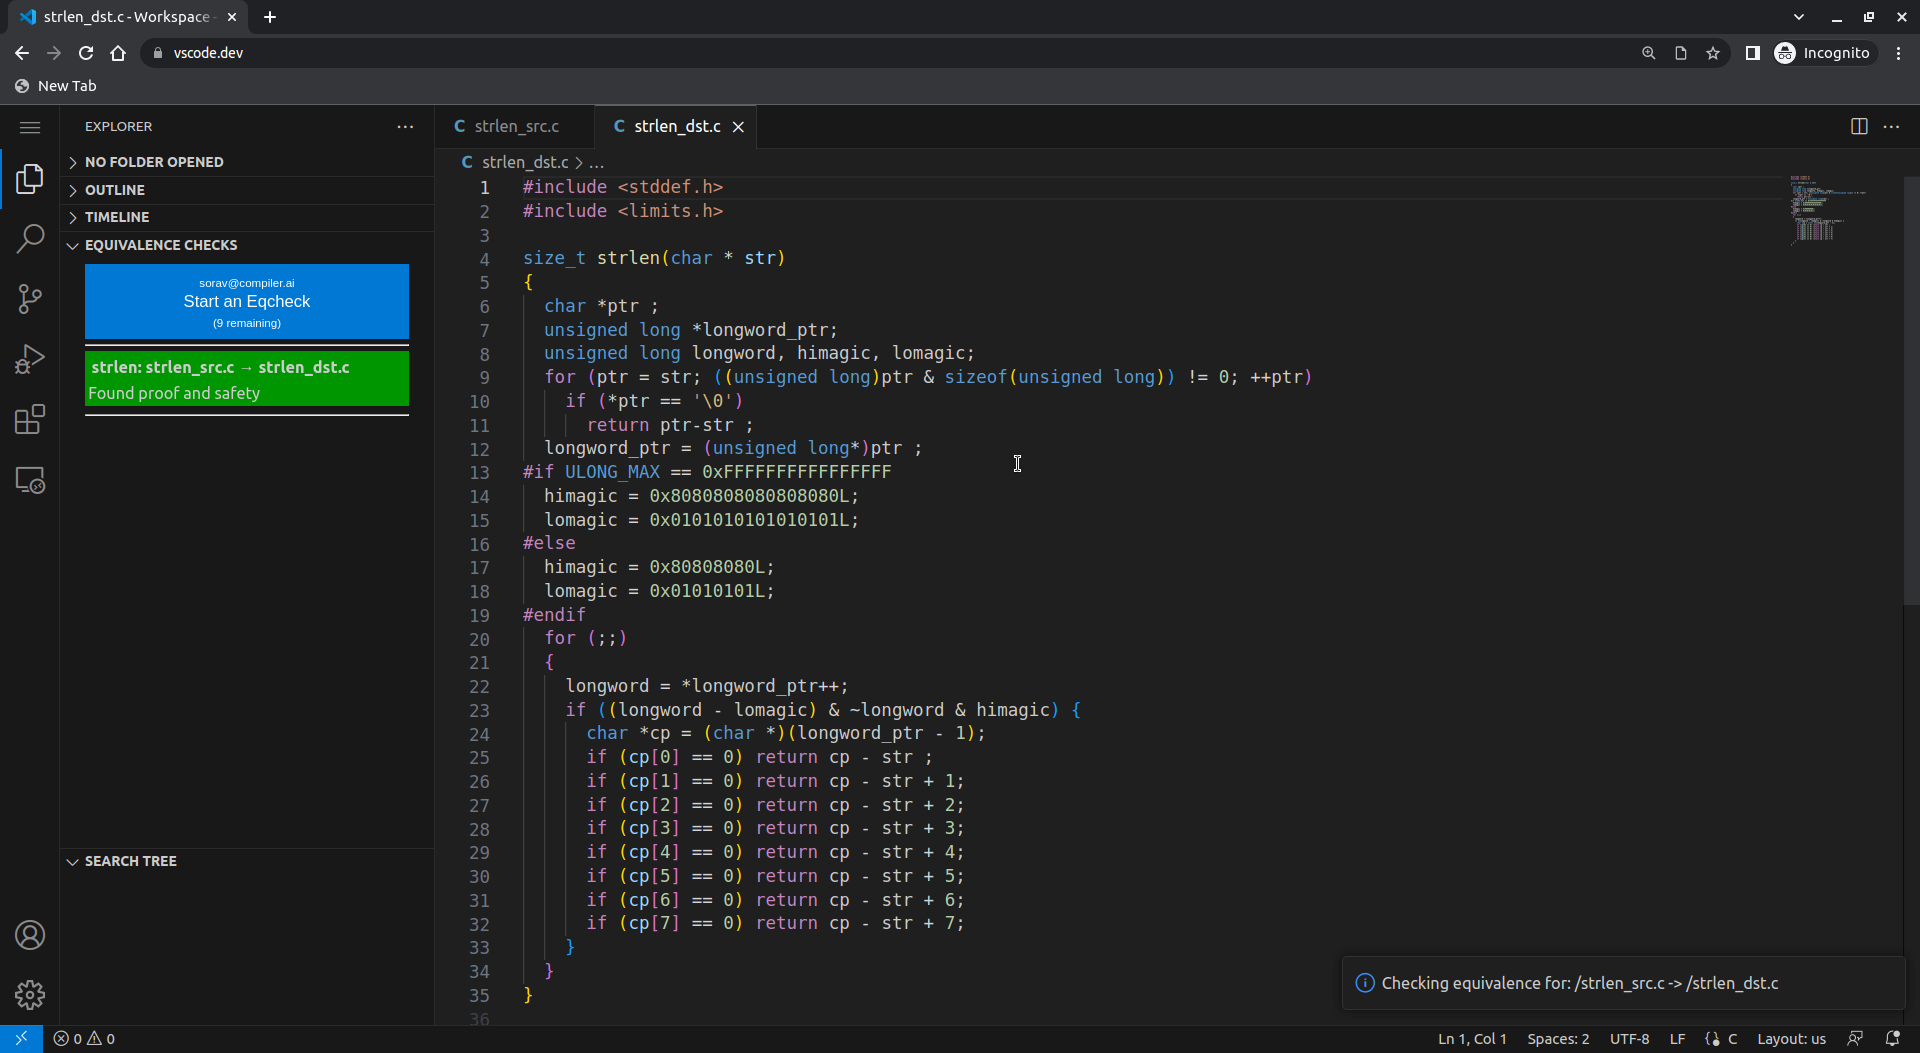 strlen_dst.c - Workspace -
vscode.dev
Incognito
New Tab
EXPLORER
NO FOLDER OPENED
OUTLINE
TIMELINE
EQUIVALENCE CHECKS
sorav@compiler.ai
Start an Eqcheck
(9 remaining)
strlen: strlen_src.c → strlen_dst.c
Found proof and safety
SEARCH TREE
C strlen_src.c
C strlen_dst.c
C strlen_dst.c > ...
1 #include <stddef.h>
2 #include <limits.h>
3
4 size_t strlen(char * str)
5 {
6   char *ptr ;
7   unsigned long *longword_ptr;
8   unsigned long longword, himagic, lomagic;
9   for (ptr = str; ((unsigned long)ptr & sizeof(unsigned long)) != 0; ++ptr)
10     if (*ptr == '\0')
11       return ptr-str ;
12   longword_ptr = (unsigned long*)ptr ;
13 #if ULONG_MAX == 0xFFFFFFFFFFFFFFFF
14   himagic = 0x8080808080808080L;
15   lomagic = 0x0101010101010101L;
16 #else
17   himagic = 0x80808080L;
18   lomagic = 0x01010101L;
19 #endif
20   for (;;)
21   {
22     longword = *longword_ptr++;
23     if ((longword - lomagic) & ~longword & himagic) {
24       char *cp = (char *)(longword_ptr - 1);
25       if (cp[0] == 0) return cp - str ;
26       if (cp[1] == 0) return cp - str + 1;
27       if (cp[2] == 0) return cp - str + 2;
28       if (cp[3] == 0) return cp - str + 3;
29       if (cp[4] == 0) return cp - str + 4;
30       if (cp[5] == 0) return cp - str + 5;
31       if (cp[6] == 0) return cp - str + 6;
32       if (cp[7] == 0) return cp - str + 7;
33     }
34   }
35 }
36
Checking equivalence for: /strlen_src.c -> /strlen_dst.c
0 0
Ln 1, Col 1 Spaces: 2 UTF-8 LF C Layout: us